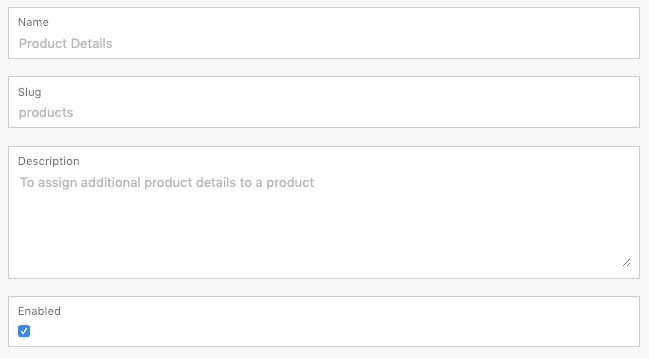 Name
Product Details
Slug
products
Description
To assign additional product details to a product
Enabled